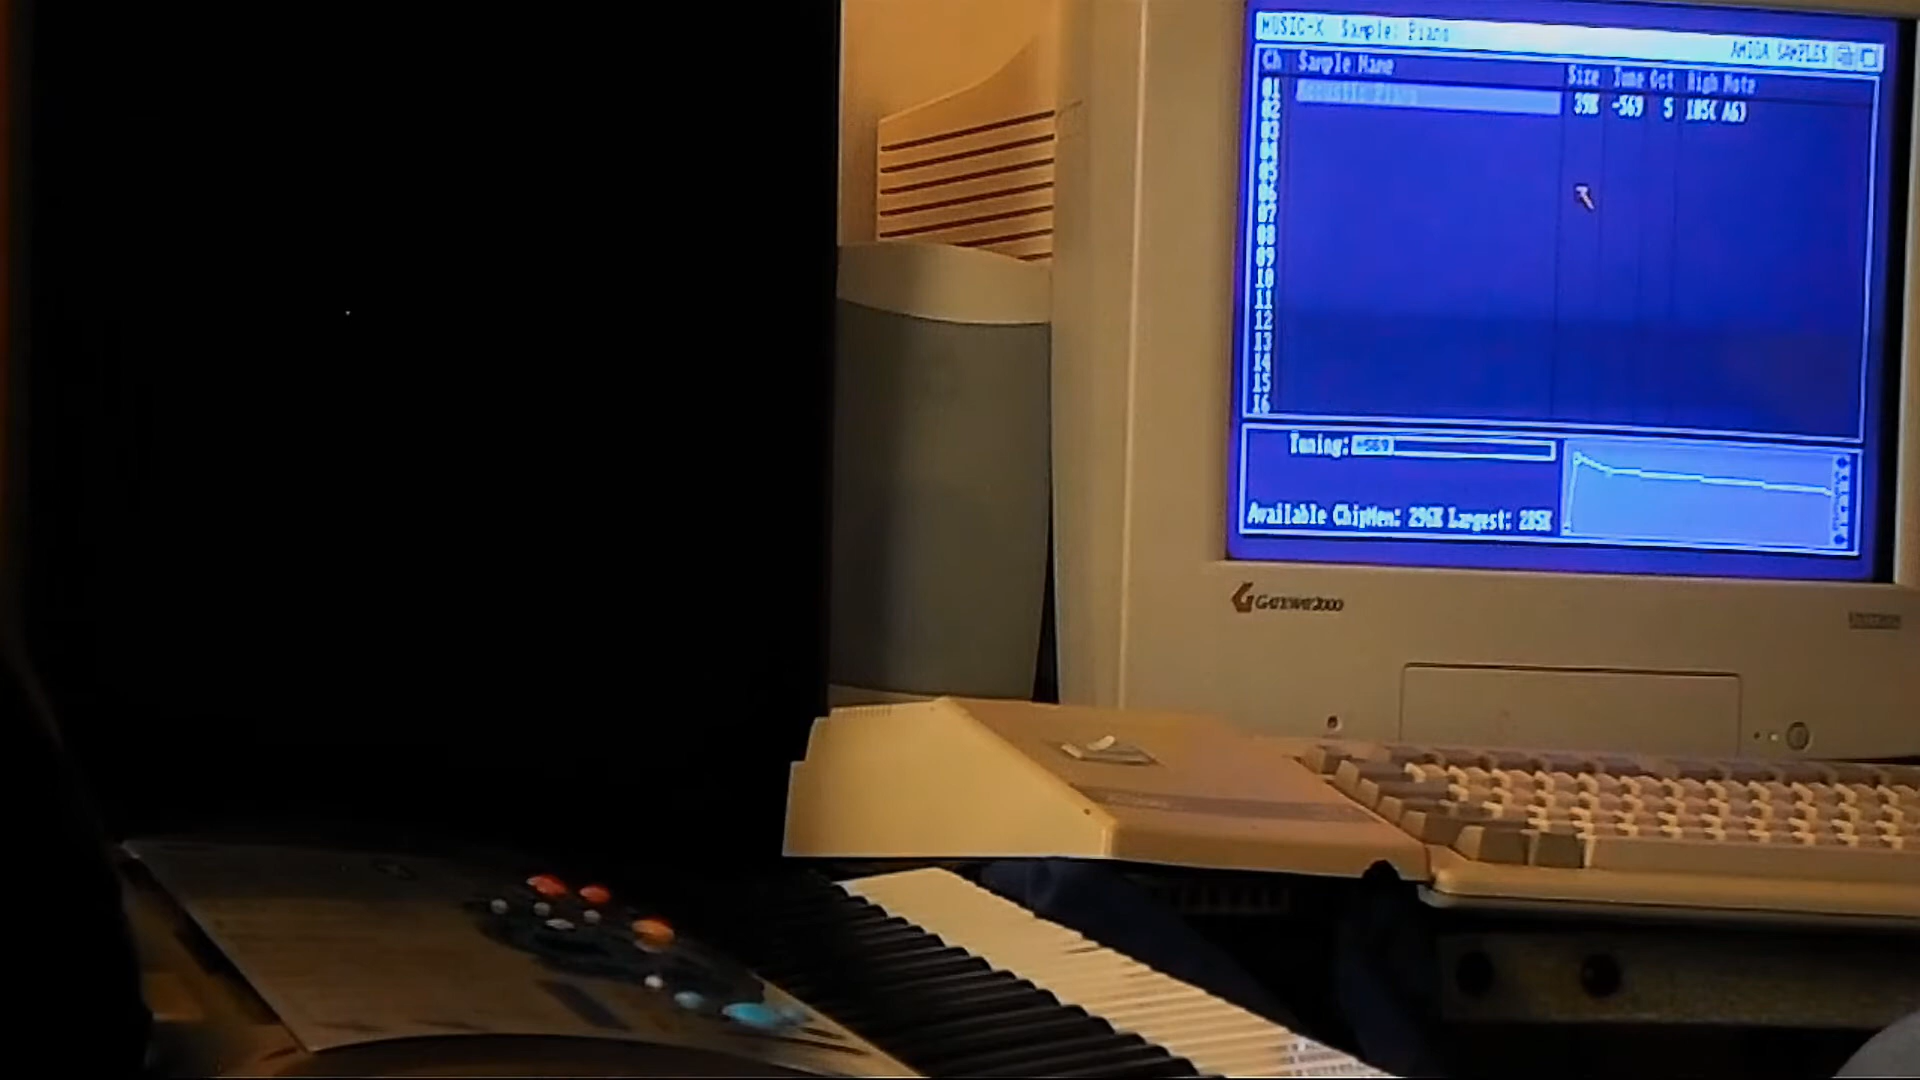 MUSIC-X Sample: Piano
AMIGA SAMPLES
Ch Sample Name Size Tune Oct High Note
01
02 39K -569 5 105( A6)
03
04
05
06
07
08
09
10
11
12
13
14
15
16
Tuning: -569
Available ChipMem: 296K Largest: 285K
GATEWAY2000